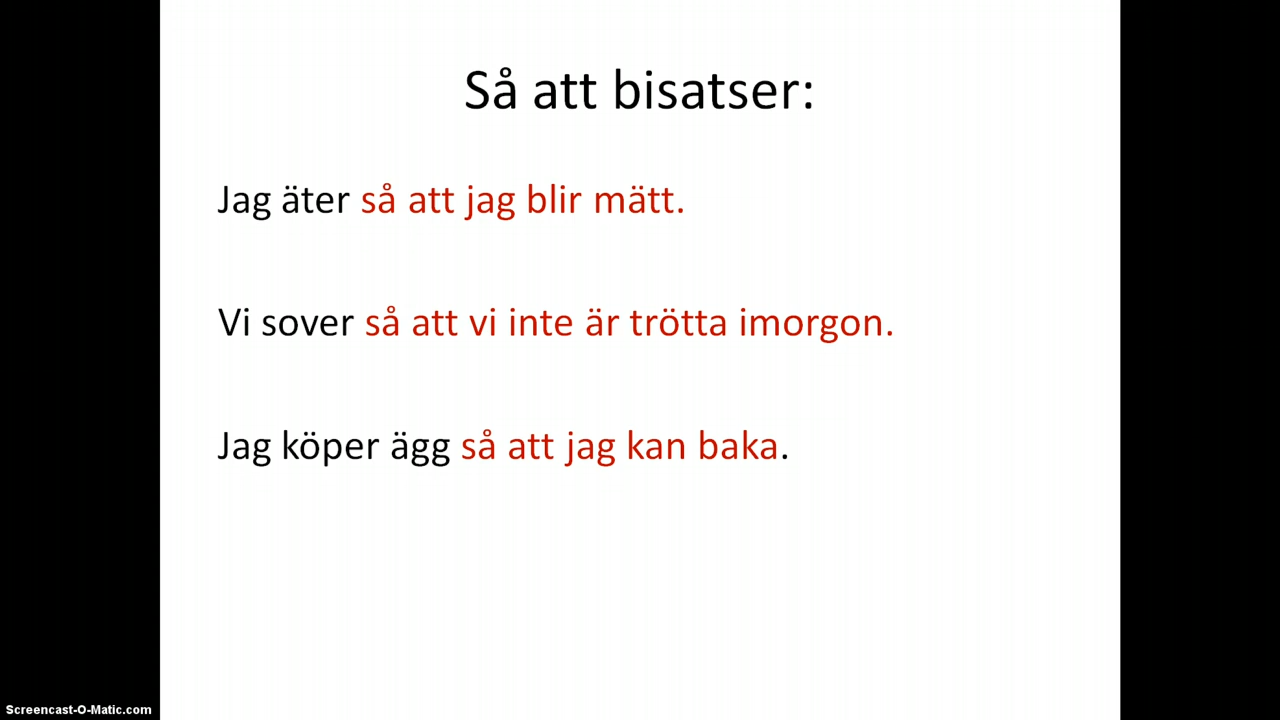 Så att bisatser:
Jag äter så att jag blir mätt.
Vi sover så att vi inte är trötta imorgon.
Jag köper ägg så att jag kan baka.
Screencast-O-Matic.com